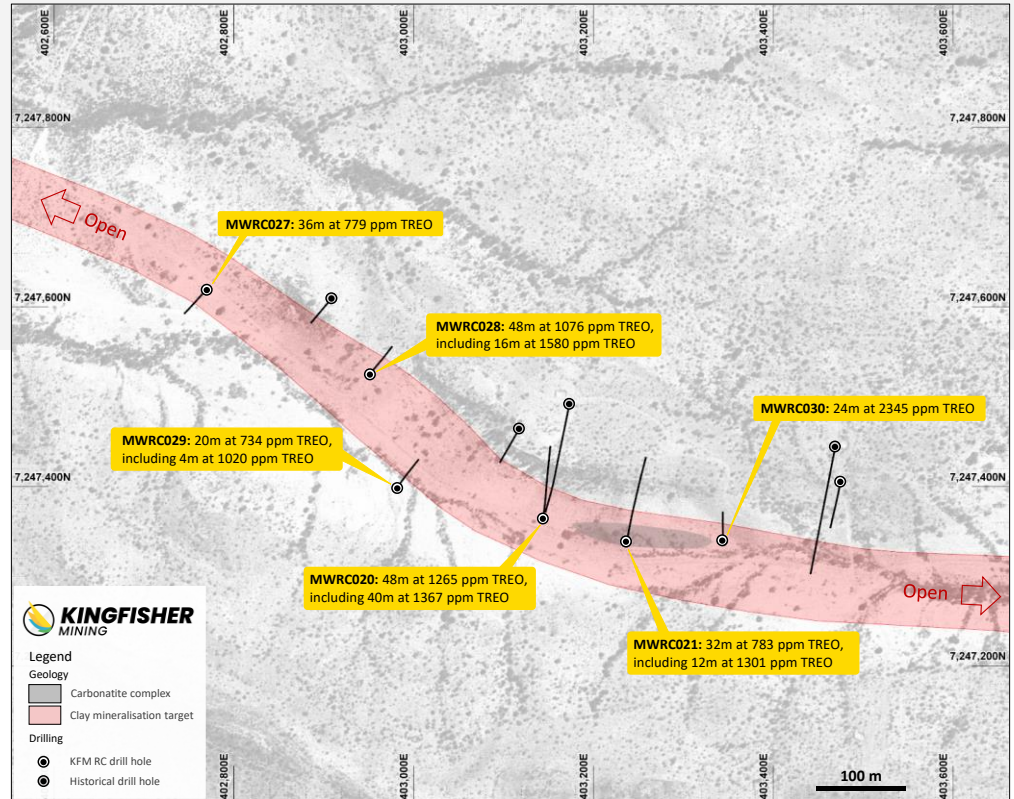 402,600E
402,800E
403,000E
403,200E
403,400E
403,600E
7,247,800N
7,247,800N
Open
MWRC027: 36m at 779 ppm TREO
7,247,600N
7,247,600N
MWRC028: 48m at 1076 ppm TREO,
including 16m at 1580 ppm TREO
MWRC030: 24m at 2345 ppm TREO
MWRC029: 20m at 734 ppm TREO,
including 4m at 1020 ppm TREO
7,247,400N
7,247,400N
MWRC020: 48m at 1265 ppm TREO,
including 40m at 1367 ppm TREO
Open
MWRC021: 32m at 783 ppm TREO,
including 12m at 1301 ppm TREO
7,247,200N
KINGFISHER
MINING
Legend
Geology
Carbonatite complex
Clay mineralisation target
Drilling
KFM RC drill hole
Historical drill hole
402,800E
403,000E
403,200E
403,400E
403,600E
100 m